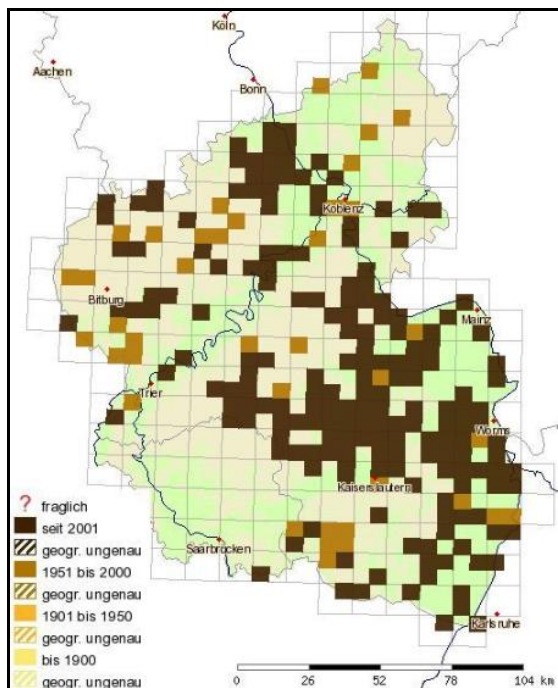 Köln
Aachen
Bonn
Koblenz
Bitburg
Mainz
Trier
Worms
Kaiserslautern
Saarbrücken
Karlsruhe
? fraglich
seit 2001
geogr. ungenau
1951 bis 2000
geogr. ungenau
1901 bis 1950
geogr. ungenau
bis 1900
geogr. ungenau
0 26 52 78 104 km